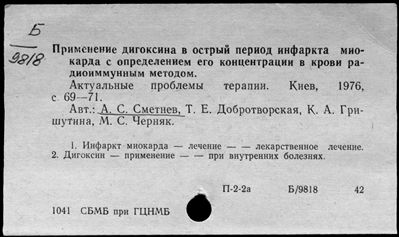 Б
9818
Применение дигоксина в острый период инфаркта мио-
карда с определением его концентрации в крови ра-
диоиммунным методом.
Актуальные проблемы терапии. Киев, 1976,
с. 69—71.
Авт.: А. С. Сметнев, Т. Е. Добротворская, К. А. Гри-
шутина, М. С. Черняк.
1. Инфаркт миокарда — лечение — — лекарственное лечение.
2. Дигоксин — применение — — при внутренних болезнях.
П-2-2а Б/9818 42
1041 СБМБ при ГЦНМБ